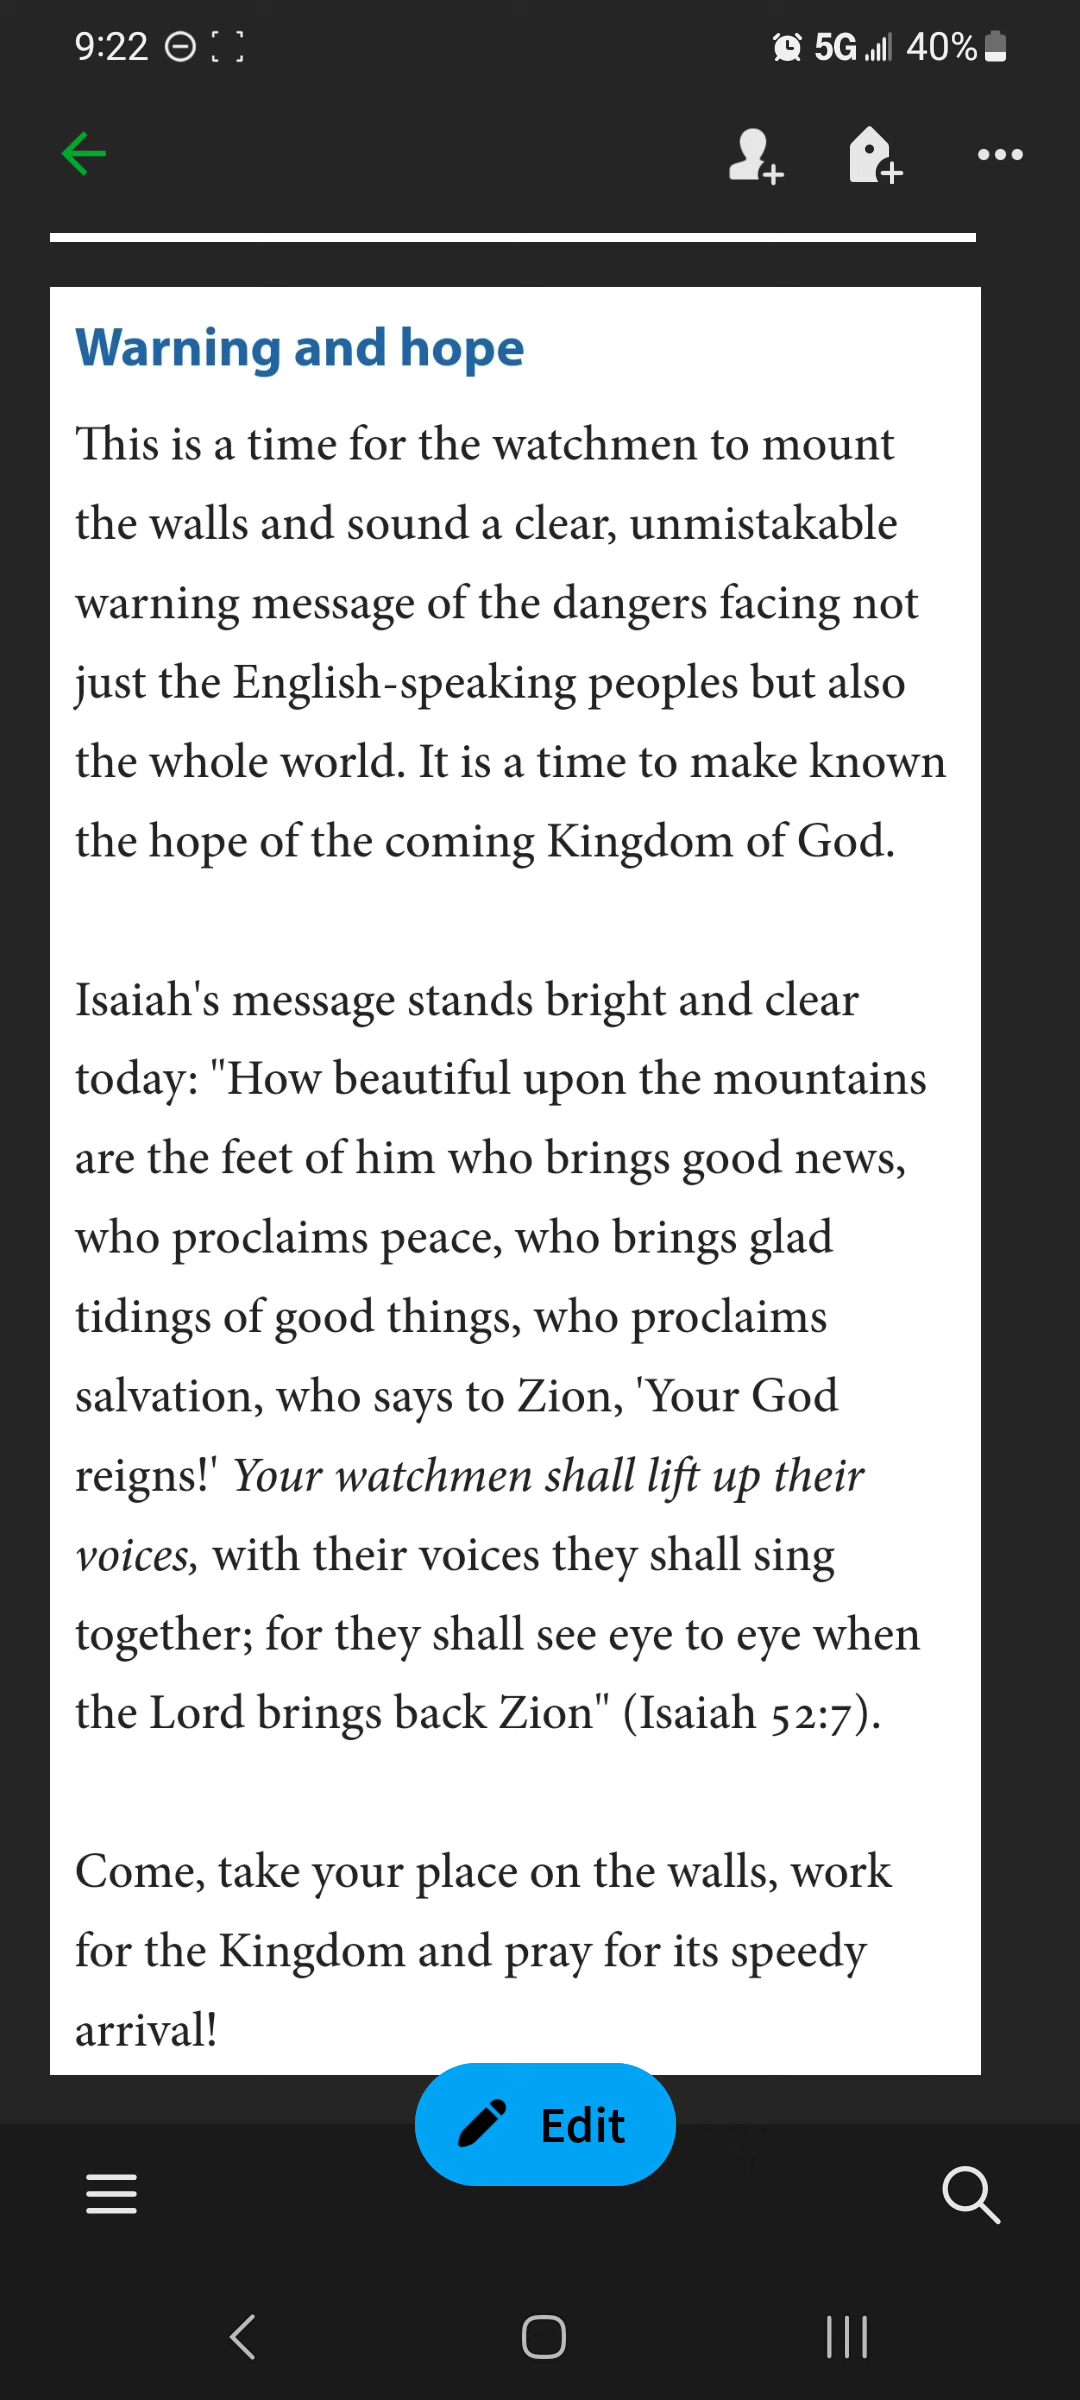 9:22
5G 40%
Warning and hope
This is a time for the watchmen to mount
the walls and sound a clear, unmistakable
warning message of the dangers facing not
just the English-speaking peoples but also
the whole world. It is a time to make known
the hope of the coming Kingdom of God.
Isaiah's message stands bright and clear
today: "How beautiful upon the mountains
are the feet of him who brings good news,
who proclaims peace, who brings glad
tidings of good things, who proclaims
salvation, who says to Zion, 'Your God
reigns!' Your watchmen shall lift up their
voices, with their voices they shall sing
together; for they shall see eye to eye when
the Lord brings back Zion" (Isaiah 52:7).
Come, take your place on the walls, work
for the Kingdom and pray for its speedy
arrival!
Edit